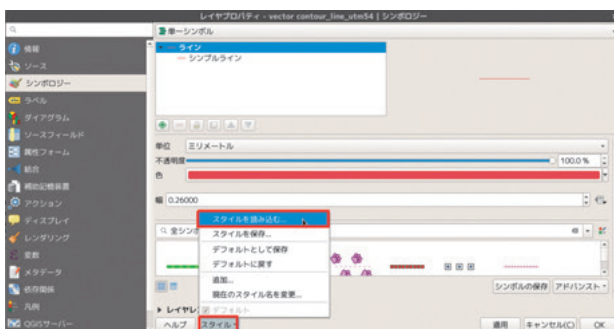 レイヤプロパティ - vector contour_line_utm54 | シンボロジー
情報
ソース
シンボロジー
ラベル
ダイアグラム
ソースフィールド
属性フォーム
結合
補助記憶装置
アクション
ディスプレイ
レンダリング
変数
メタデータ
依存関係
凡例
QGISサーバー
単一シンボル
ライン
シンプルライン
単位 ミリメートル
不透明度 100.0 %
色
幅 0.26000
全シンボ
スタイルを読み込む...
スタイルを保存...
デフォルトとして保存
デフォルトに戻す
追加...
現在のスタイル名を変更...
デフォルト
シンボルの保存 アドバンスト
レイヤレ
ヘルプ スタイル 適用 キャンセル(C) OK